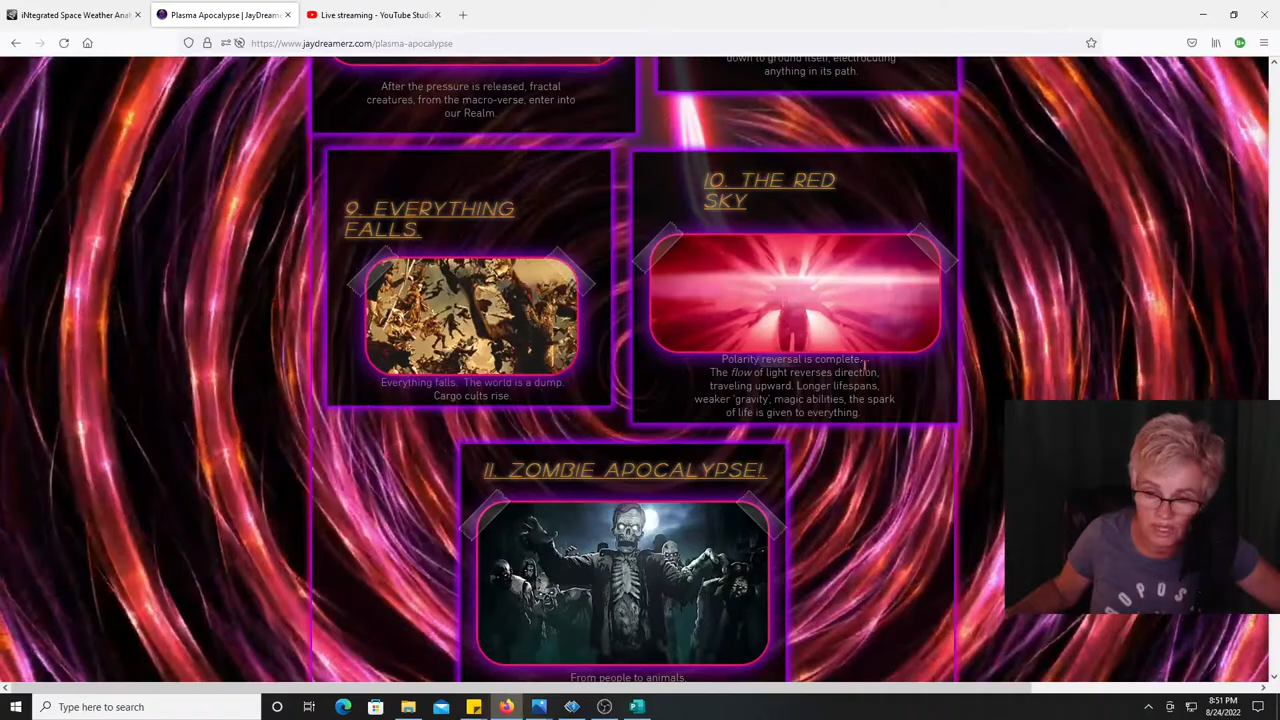 iNtegrated Space Weather Ana
Plasma Apocalypse | JayDreame
Live streaming - YouTube Studi
https://www.jaydreamerz.com/plasma-apocalypse
After the pressure is released, fractal
creatures, from the macro-verse, enter into
our Realm.
down to ground itself, electrocuting
anything in its path.
9. EVERYTHING
FALLS.
Everything falls. The world is a dump.
Cargo cults rise.
10. THE RED
SKY
Polarity reversal is complete.
The flow of light reverses direction,
traveling upward. Longer lifespans,
weaker 'gravity', magic abilities, the spark
of life is given to everything.
11. ZOMBIE APOCALYPSE!.
From people to animals,
Type here to search
8:51 PM
8/24/2022